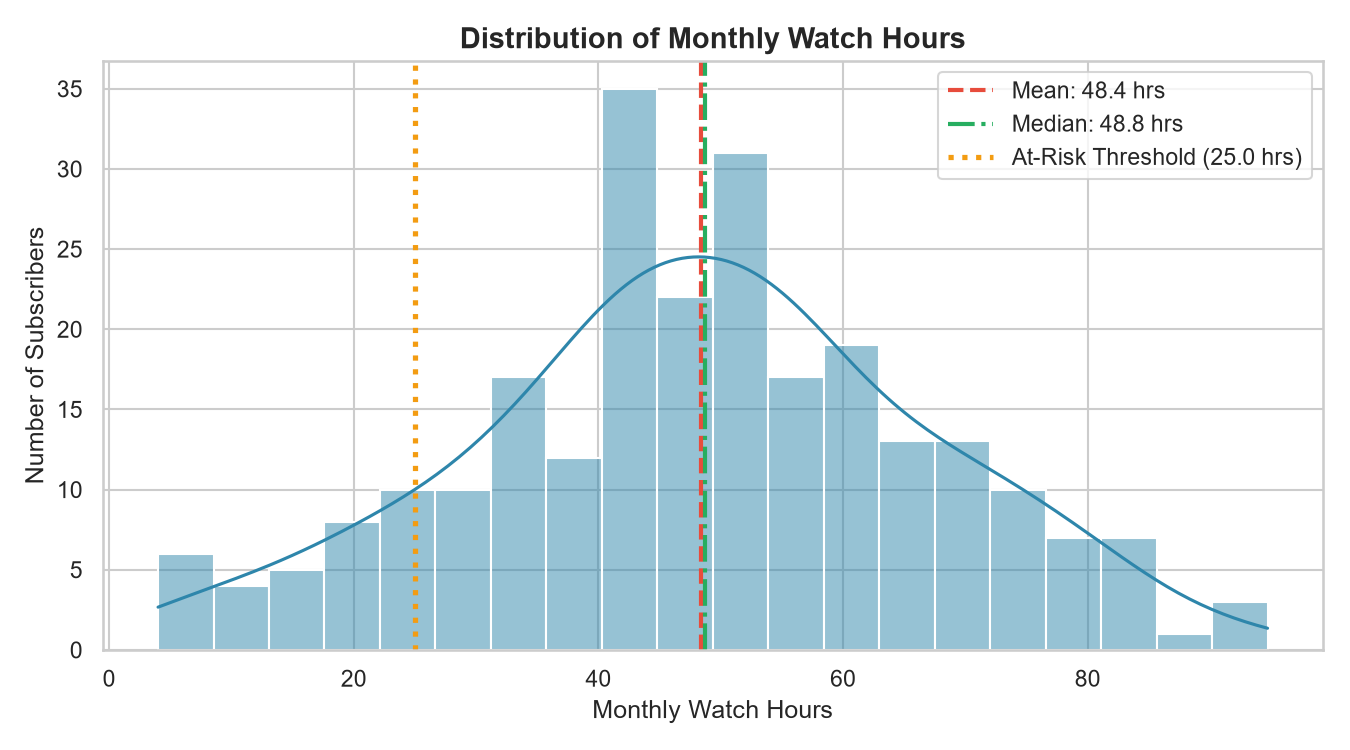 Distribution of Monthly Watch Hours
Mean: 48.4 hrs
Median: 48.8 hrs
At-Risk Threshold (25.0 hrs)
Number of Subscribers
35
30
25
20
15
10
5
0
0 20 40 60 80
Monthly Watch Hours